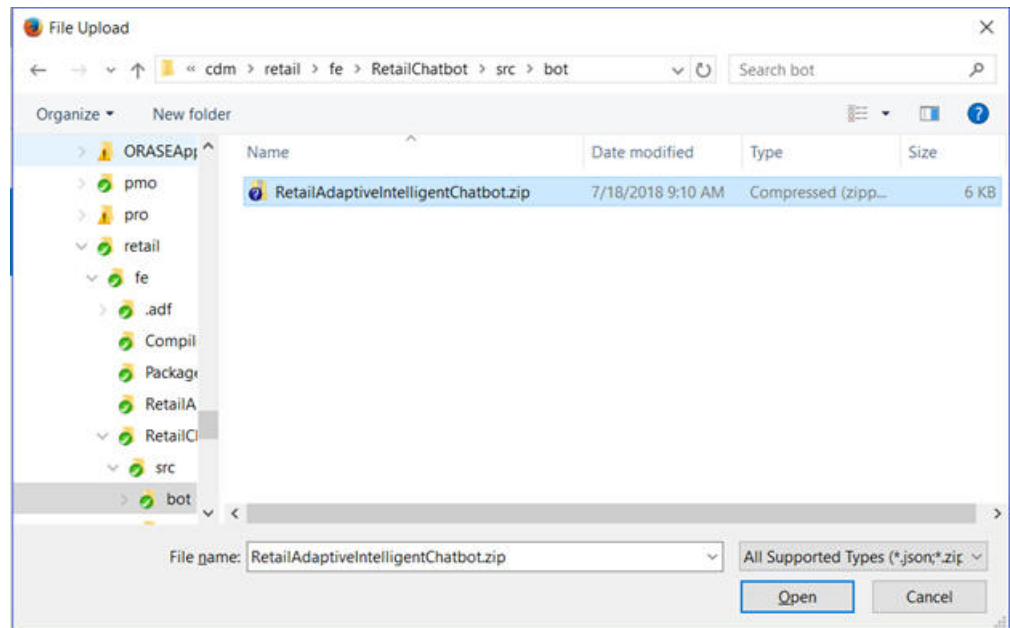 File Upload
« cdm > retail > fe > RetailChatbot > src > bot
Search bot
Organize
New folder
Name
Date modified
Type
Size
RetailAdaptiveIntelligentChatbot.zip
7/18/2018 9:10 AM
Compressed (zipp...
6 KB
ORASEApp
pmo
pro
retail
fe
.adf
Compil
Package
RetailA
RetailCl
src
bot
File name:
RetailAdaptiveIntelligentChatbot.zip
All Supported Types (*.json;*.zip
Open
Cancel